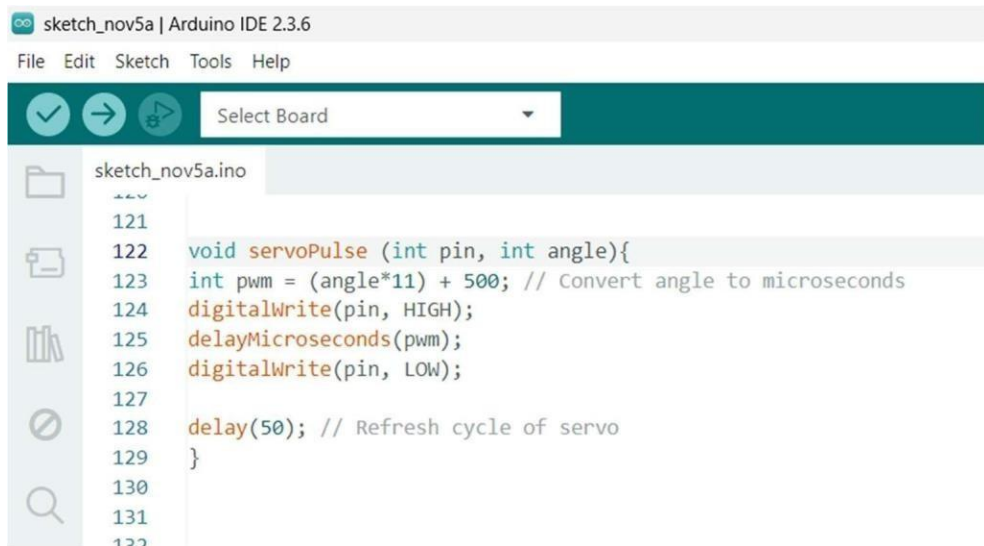 sketch_nov5a | Arduino IDE 2.3.6
File Edit Sketch Tools Help
Select Board
sketch_nov5a.ino
121
122 void servoPulse (int pin, int angle){
123 int pwm = (angle*11) + 500; // Convert angle to microseconds
124 digitalWrite(pin, HIGH);
125 delayMicroseconds(pwm);
126 digitalWrite(pin, LOW);
127
128 delay(50); // Refresh cycle of servo
129 }
130
131